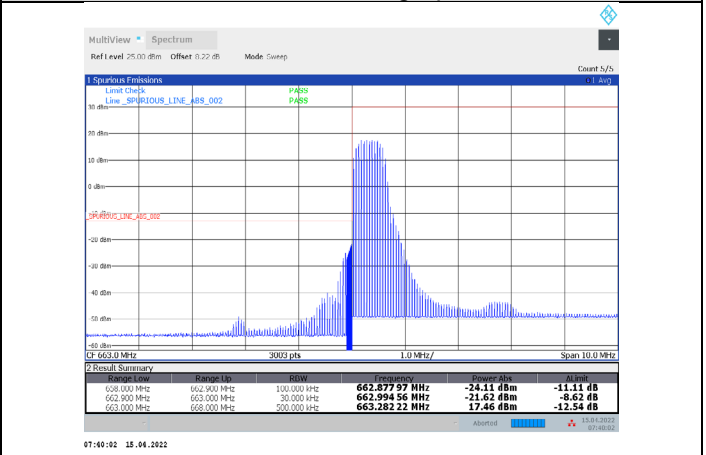 MultiView Spectrum
Ref Level 25.00 dBm Offset 8.22 dB Mode Sweep
Count 5/5
1 Spurious Emissions 1 Avg
Limit Check PASS
Line _SPURIOUS_LINE_ABS_002 PASS
30 dBm
20 dBm
10 dBm
0 dBm
_SPURIOUS_LINE_ABS_002
-20 dBm
-30 dBm
-40 dBm
-50 dBm
-60 dBm
CF 663.0 MHz 3003 pts 1.0 MHz/ Span 10.0 MHz
2 Result Summary
Range Low Range Up RBW Frequency Power Abs ΔLimit
658.000 MHz 662.900 MHz 100.000 kHz 662.877 97 MHz -24.11 dBm -11.11 dB
662.900 MHz 663.000 MHz 30.000 kHz 662.994 56 MHz -21.62 dBm -8.62 dB
663.000 MHz 668.000 MHz 500.000 kHz 663.282 22 MHz 17.46 dBm -12.54 dB
Aborted 15.04.2022
07:40:02
07:40:02 15.04.2022